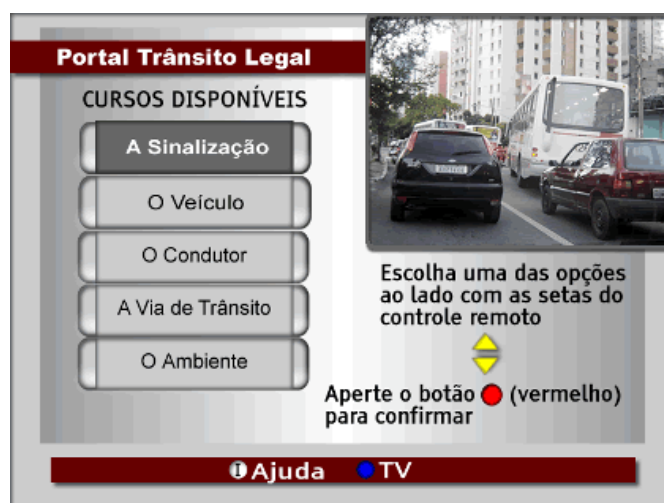 Portal Trânsito Legal
CURSOS DISPONÍVEIS
A Sinalização
O Veículo
O Condutor
A Via de Trânsito
O Ambiente
Escolha uma das opções
ao lado com as setas do
controle remoto
Aperte o botão (vermelho)
para confirmar
i Ajuda TV